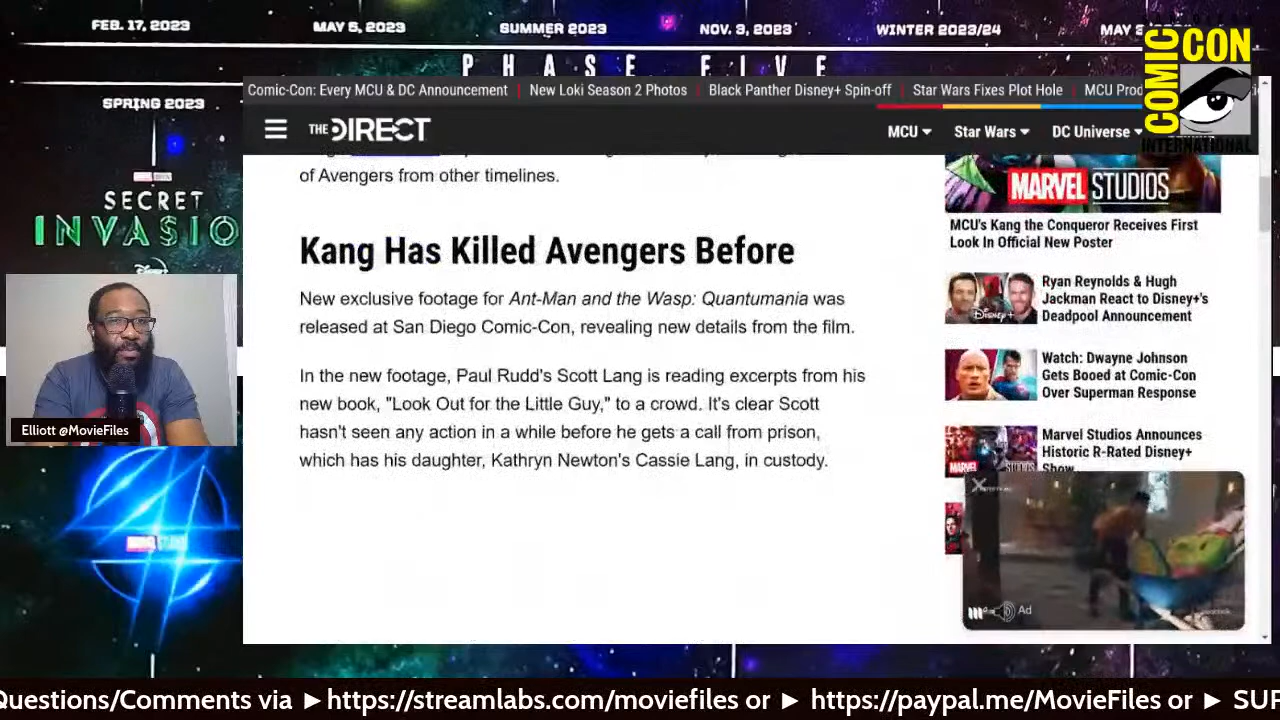 FEB. 17, 2023
MAY 5, 2023
SUMMER 2023
NOV. 3, 2023
WINTER 2023/24
MAY 3
PHASE FIVE
SPRING 2023
SECRET
INVASIO
COMIC CON
INTERNATIONAL
Comic-Con: Every MCU & DC Announcement | New Loki Season 2 Photos | Black Panther Disney+ Spin-off | Star Wars Fixes Plot Hole | MCU Pro
THE DIRECT
MCU
Star Wars
DC Universe
of Avengers from other timelines.
Kang Has Killed Avengers Before
New exclusive footage for Ant-Man and the Wasp: Quantumania was
released at San Diego Comic-Con, revealing new details from the film.
In the new footage, Paul Rudd's Scott Lang is reading excerpts from his
new book, "Look Out for the Little Guy," to a crowd. It's clear Scott
hasn't seen any action in a while before he gets a call from prison,
which has his daughter, Kathryn Newton's Cassie Lang, in custody.
MARVEL STUDIOS
MCU's Kang the Conqueror Receives First
Look In Official New Poster
Disney+
Ryan Reynolds & Hugh
Jackman React to Disney+'s
Deadpool Announcement
Watch: Dwayne Johnson
Gets Booed at Comic-Con
Over Superman Response
MARVEL STUDIOS
Marvel Studios Announces
Historic R-Rated Disney+
Show
Ad
Elliott @MovieFiles
Questions/Comments via ►https://streamlabs.com/moviefiles or ► https://paypal.me/MovieFiles or ► SUP